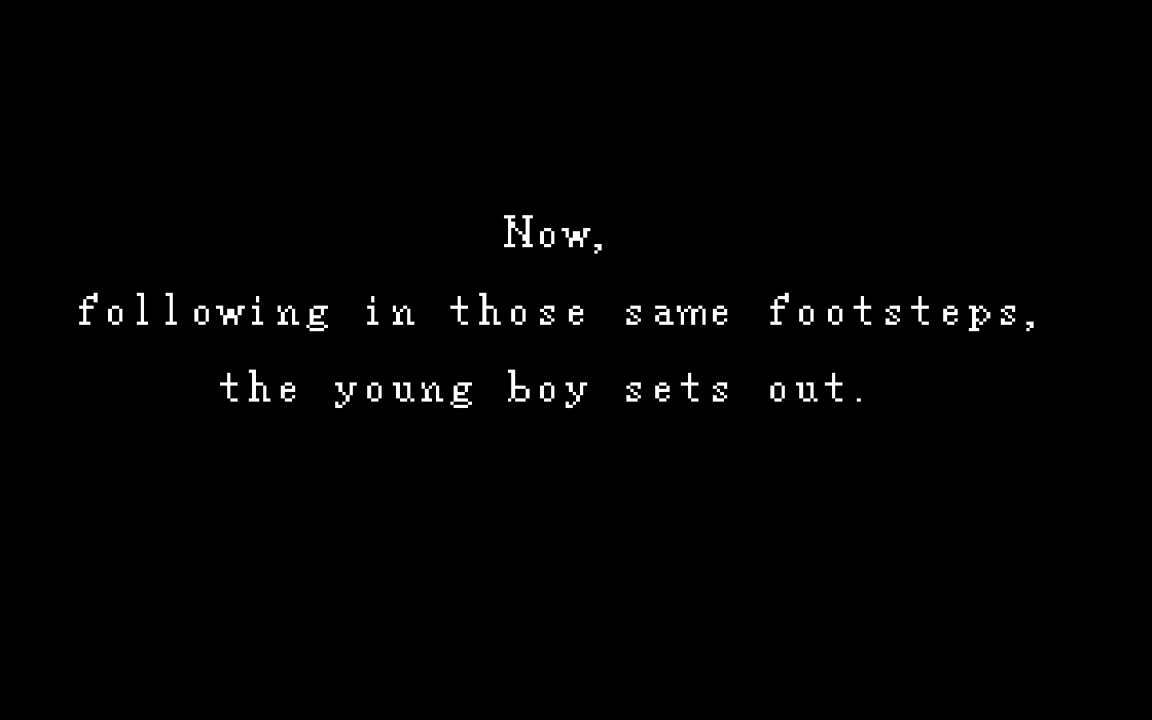 Now,
following in those same footsteps,
the young boy sets out.